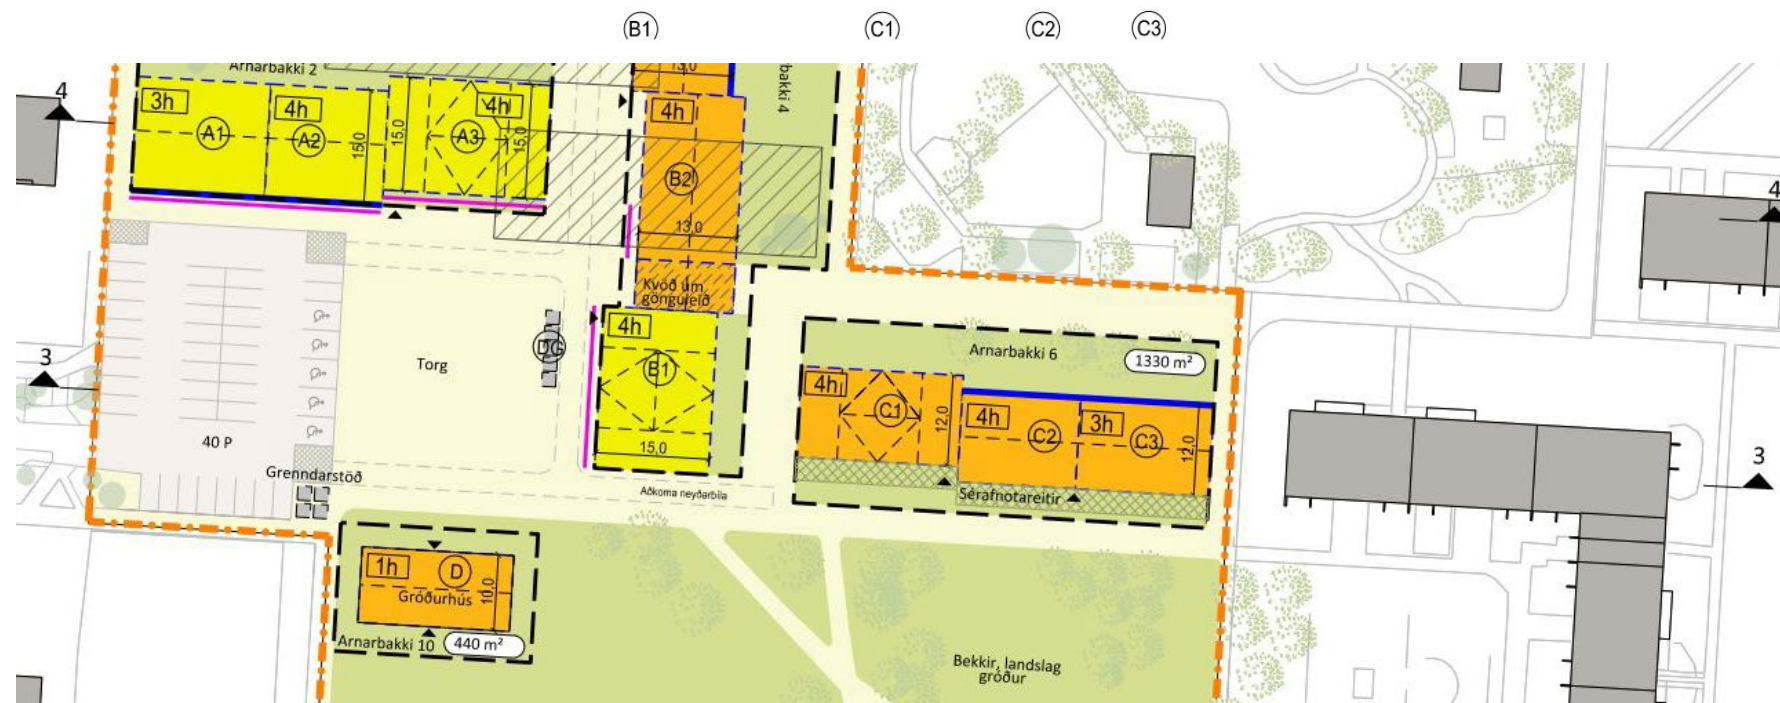 B1 C1 C2 C3
Arnarbakki 2
bakki 4
13,0
4
3h
4h
4h
4h
A1
A2
A3
15,0
15,0
15,0
B2
13,0
4
Kvöð um
gönguleið
4h
B1
15,0
DG
Torg
3
40 P
Grenndarstöð
Aðkoma neyðarbíla
Arnarbakki 6
1330 m²
4h
C1
12,0
4h
C2
3h
C3
12,0
Sérafnotareitir
3
1h
D
Gróðurhús
10,0
Arnarbakki 10
440 m²
Bekkir, landslag
gróður